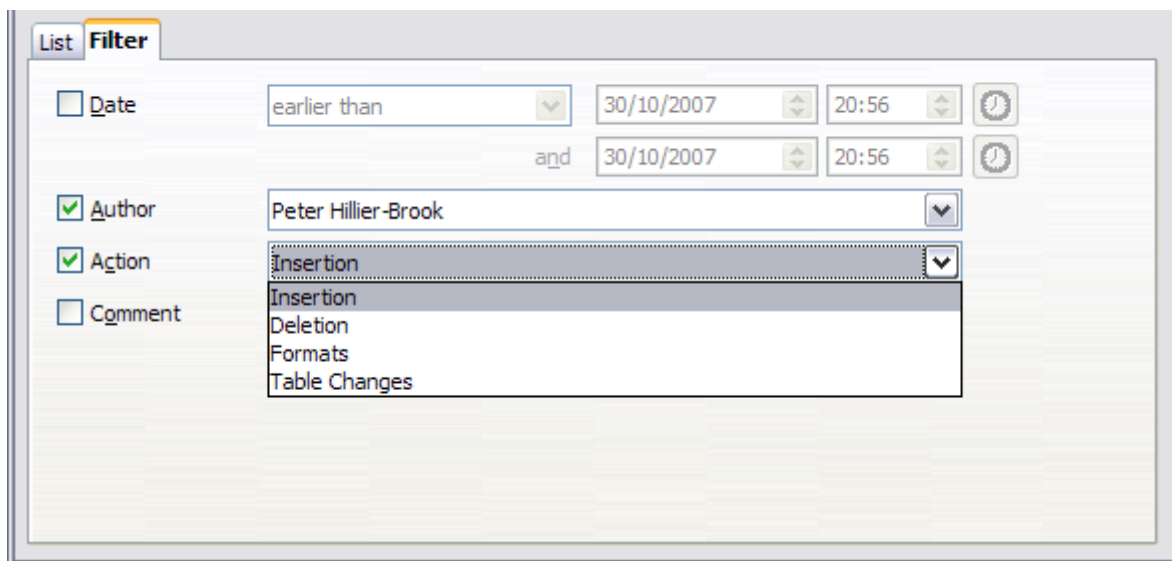 List Filter
Date earlier than 30/10/2007 20:56
and 30/10/2007 20:56
Author Peter Hillier-Brook
Action Insertion
Insertion
Comment
Deletion
Formats
Table Changes